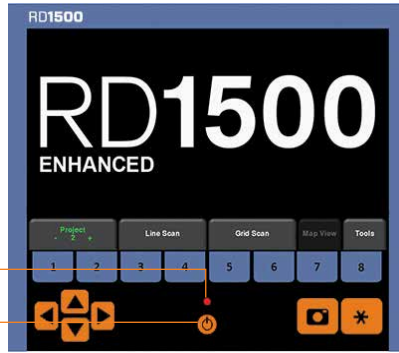 RD1500
RD1500
ENHANCED
Project
- 2 +
Line Scan
Grid Scan
Map View
Tools
1 2 3 4 5 6 7 8